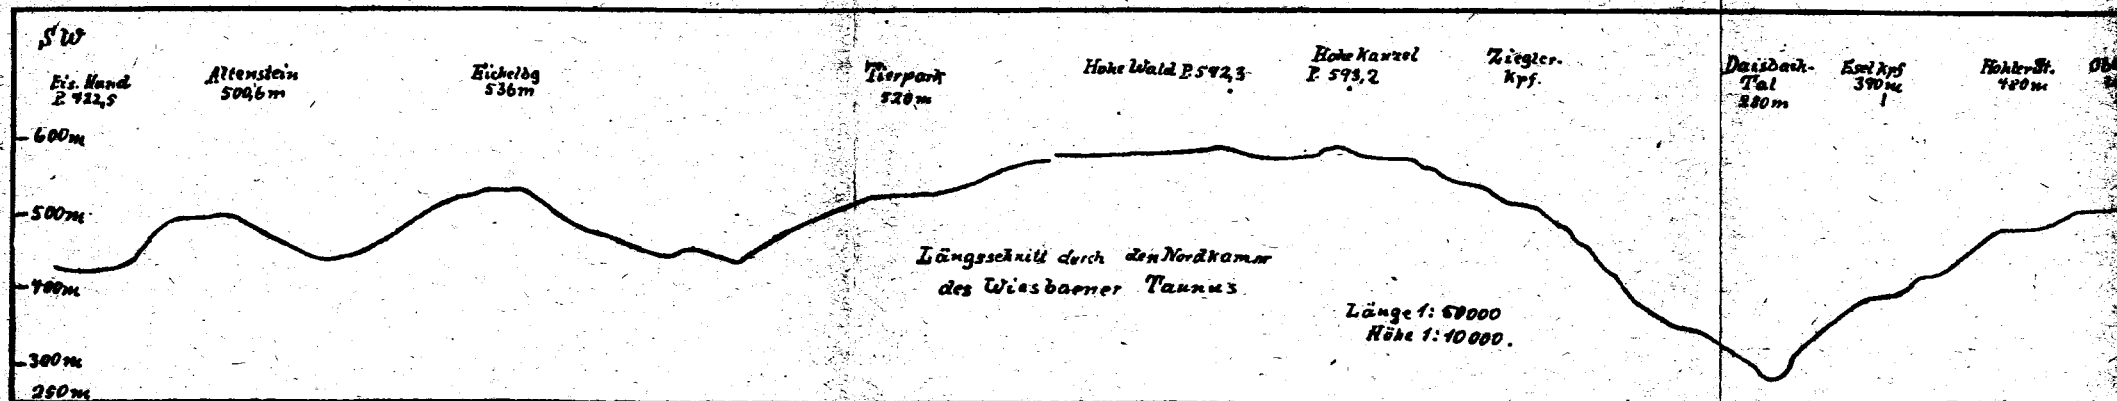 SW
Eis. Hand
P. 422,5
Altenstein
500,6m
Eichelbg
536m
Tierpark
520m
Hohe Wald P. 592,3
Hohe Kanzel
P. 593,2
Ziegler-
kpf.
Daisbach-
Tal
280m
Esel kpf
390m
Hohlerst.
480m
600m
500m
400m
300m
250m
Längsschnitt durch den Nordkamm
des Wiesbaener Taunus
Länge 1:50000
Höhe 1:10000.